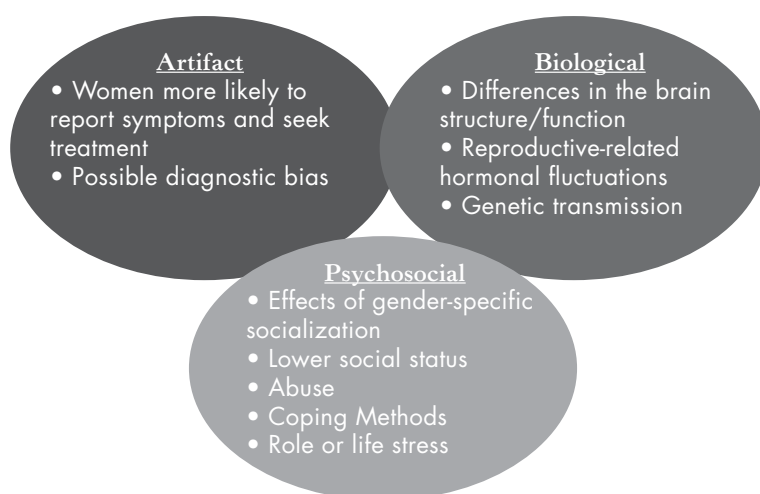 Artifact
• Women more likely to
report symptoms and seek
treatment
• Possible diagnostic bias
Biological
• Differences in the brain
structure/function
• Reproductive-related
hormonal fluctuations
• Genetic transmission
Psychosocial
• Effects of gender-specific
socialization
• Lower social status
• Abuse
• Coping Methods
• Role or life stress